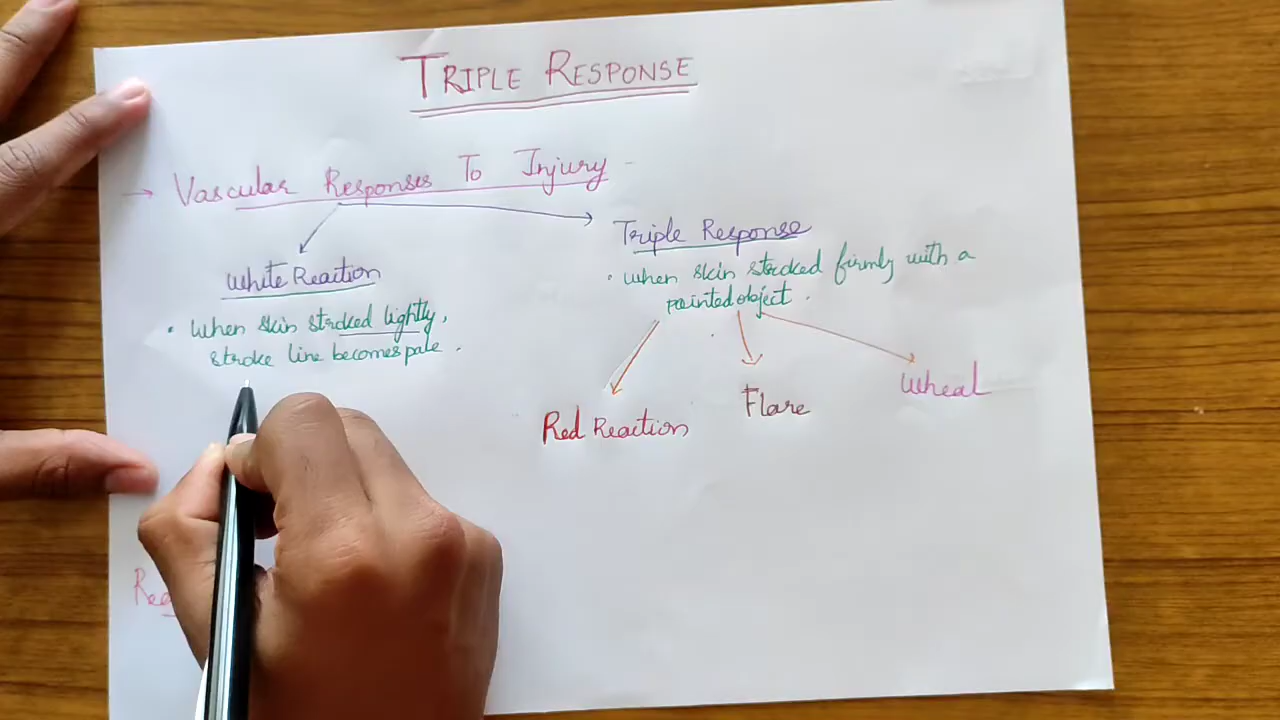 TRIPLE RESPONSE
→ Vascular Responses To Injury -
White Reaction
• When skin stroked lightly,
stroke line becomes pale.
Triple Response
• When skin stroked firmly with a
pointed object.
Red Reaction
Flare
Wheal